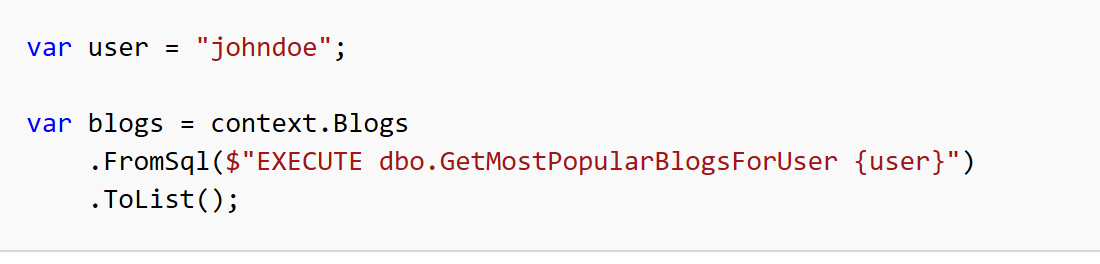 var user = "johndoe";
var blogs = context.Blogs
.FromSql($"EXECUTE dbo.GetMostPopularBlogsForUser {user}")
.ToList();